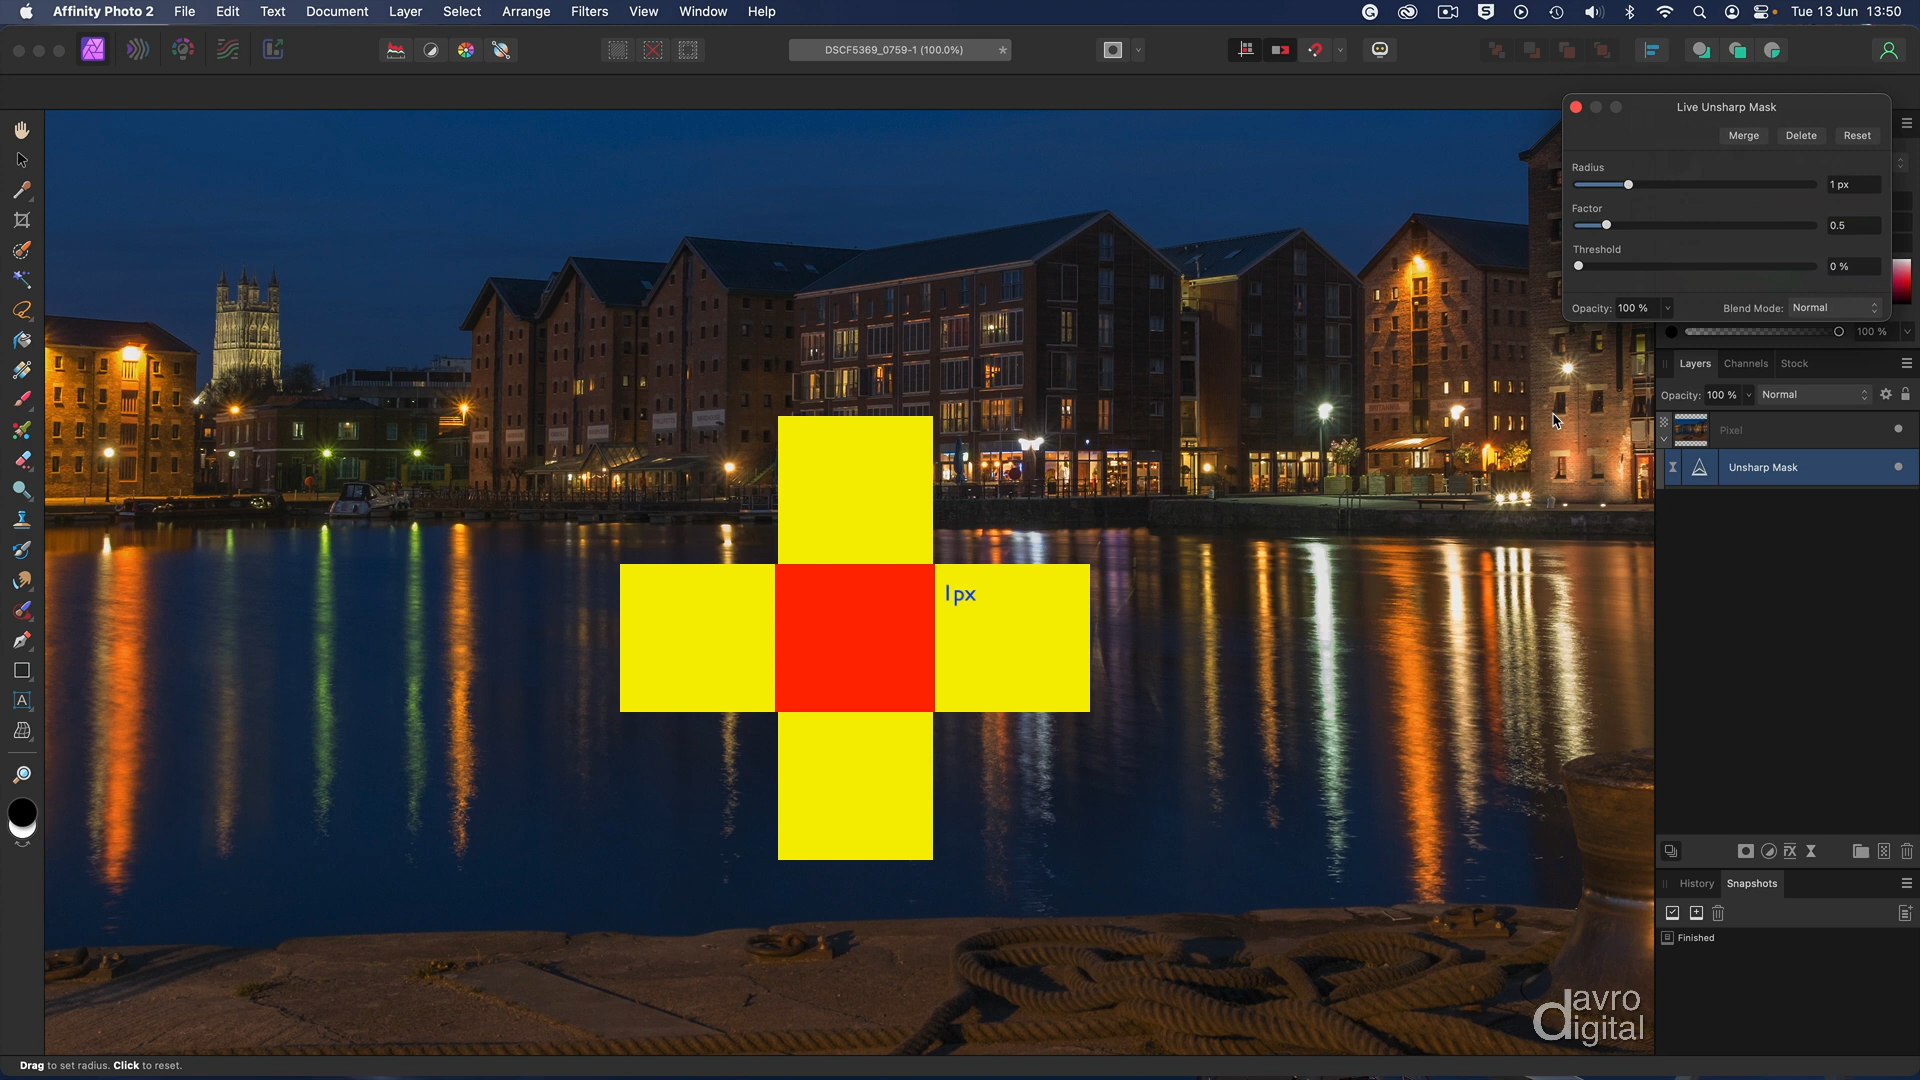 Affinity Photo 2 File Edit Text Document Layer Select Arrange Filters View Window Help Tue 13 Jun 13:50
DSCF5369_0759-1 (100.0%) *
Live Unsharp Mask
Merge Delete Reset
Radius
1 px
Factor
0.5
Threshold
0 %
Opacity: 100 % Blend Mode: Normal
100 %
Layers Channels Stock
Opacity: 100 % Normal
Pixel
Unsharp Mask
1px
History Snapshots
Finished
davro
digital
Drag to set radius. Click to reset.